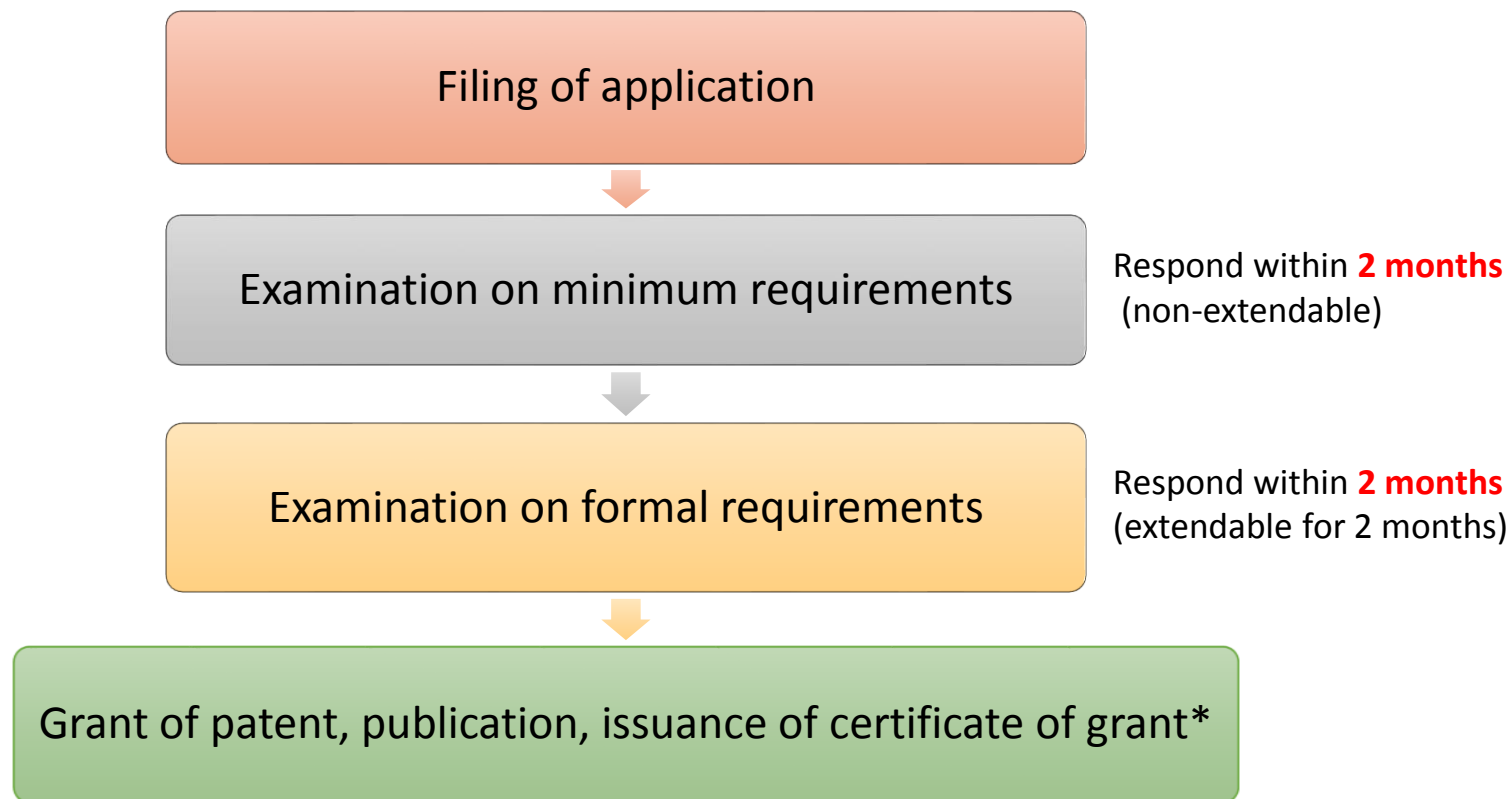 Filing of application
Examination on minimum requirements
Respond within 2 months
(non-extendable)
Examination on formal requirements
Respond within 2 months
(extendable for 2 months)
Grant of patent, publication, issuance of certificate of grant*